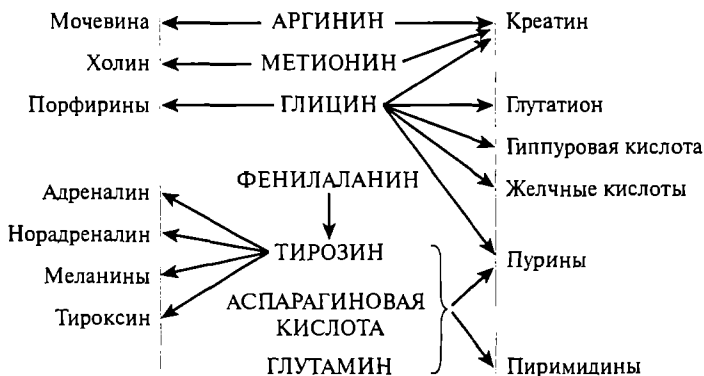 Мочевина АРГИНИН Креатин
Холин МЕТИОНИН
Порфирины ГЛИЦИН Глутатион
Гиппуровая кислота
ФЕНИЛАЛАНИН Желчные кислоты
Адреналин
Норадреналин
ТИРОЗИН Пурины
Меланины
АСПАРАГИНОВАЯ
Тироксин
КИСЛОТА
ГЛУТАМИН Пиримидины